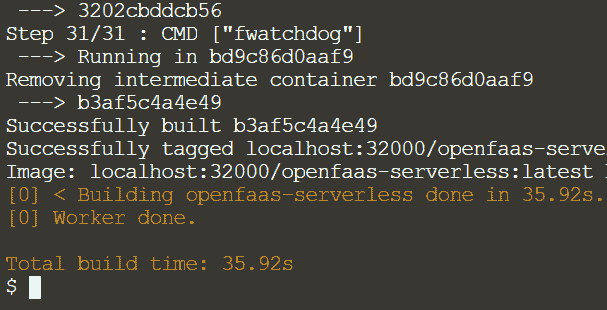 ---> 3202cbddcb56
Step 31/31 : CMD ["fwatchdog"]
---> Running in bd9c86d0aaf9
Removing intermediate container bd9c86d0aaf9
---> b3af5c4a4e49
Successfully built b3af5c4a4e49
Successfully tagged localhost:32000/openfaas-serve
Image: localhost:32000/openfaas-serverless:latest
[0] < Building openfaas-serverless done in 35.92s.
[0] Worker done.
Total build time: 35.92s
$